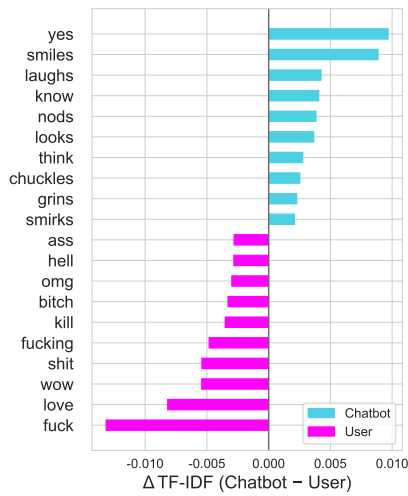 yes
smiles
laughs
know
nods
looks
think
chuckles
grins
smirks
ass
hell
omg
bitch
kill
fucking
shit
wow
love
fuck
Chatbot
User
-0.010 -0.005 0.000 0.005 0.010
Δ TF-IDF (Chatbot − User)